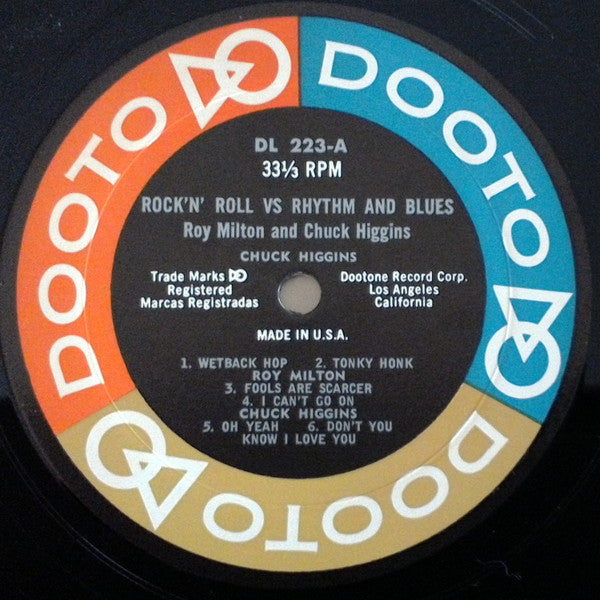 DOOTO
DOOTO
DOOTO
DL 223-A
33⅓ RPM
ROCK'N' ROLL VS RHYTHM AND BLUES
Roy Milton and Chuck Higgins
CHUCK HIGGINS
Trade Marks DO
Registered
Marcas Registradas
Dootone Record Corp.
Los Angeles
California
MADE IN U.S.A.
1. WETBACK HOP 2. TONKY HONK
ROY MILTON
3. FOOLS ARE SCARCER
4. I CAN'T GO ON
CHUCK HIGGINS
5. OH YEAH 6. DON'T YOU
KNOW I LOVE YOU